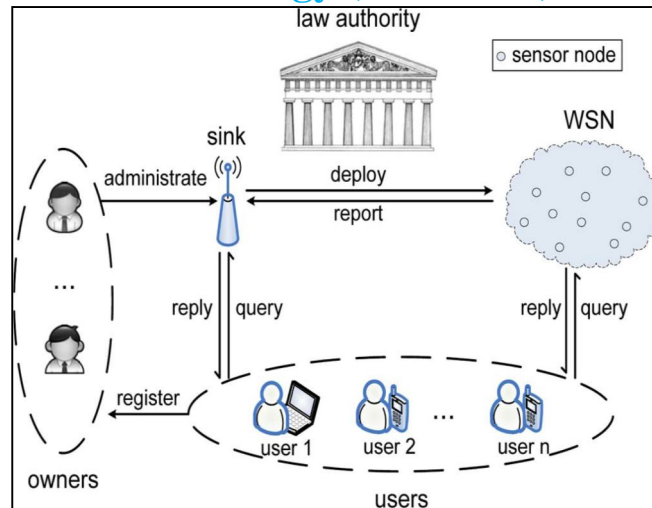 law authority
sensor node
sink
WSN
administrate
deploy
report
...
reply
query
reply
query
register
user 1
user 2
...
user n
owners
users